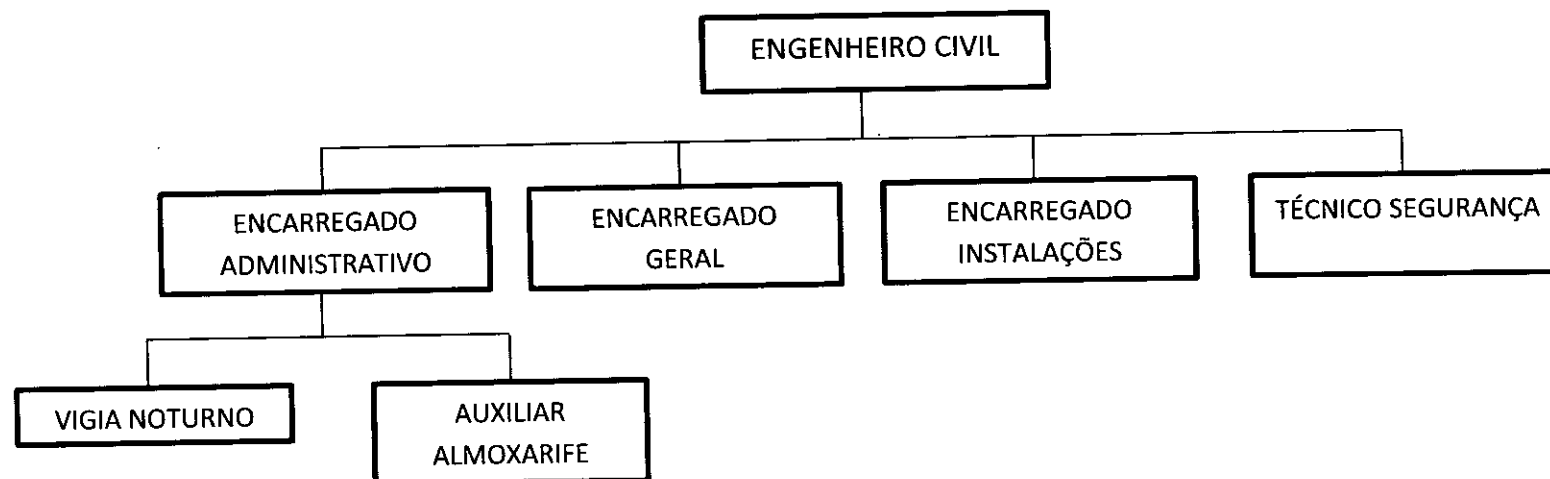 ENGENHEIRO CIVIL
ENCARREGADO
ADMINISTRATIVO
ENCARREGADO
GERAL
ENCARREGADO
INSTALAÇÕES
TÉCNICO SEGURANÇA
VIGIA NOTURNO
AUXILIAR
ALMOXARIFE